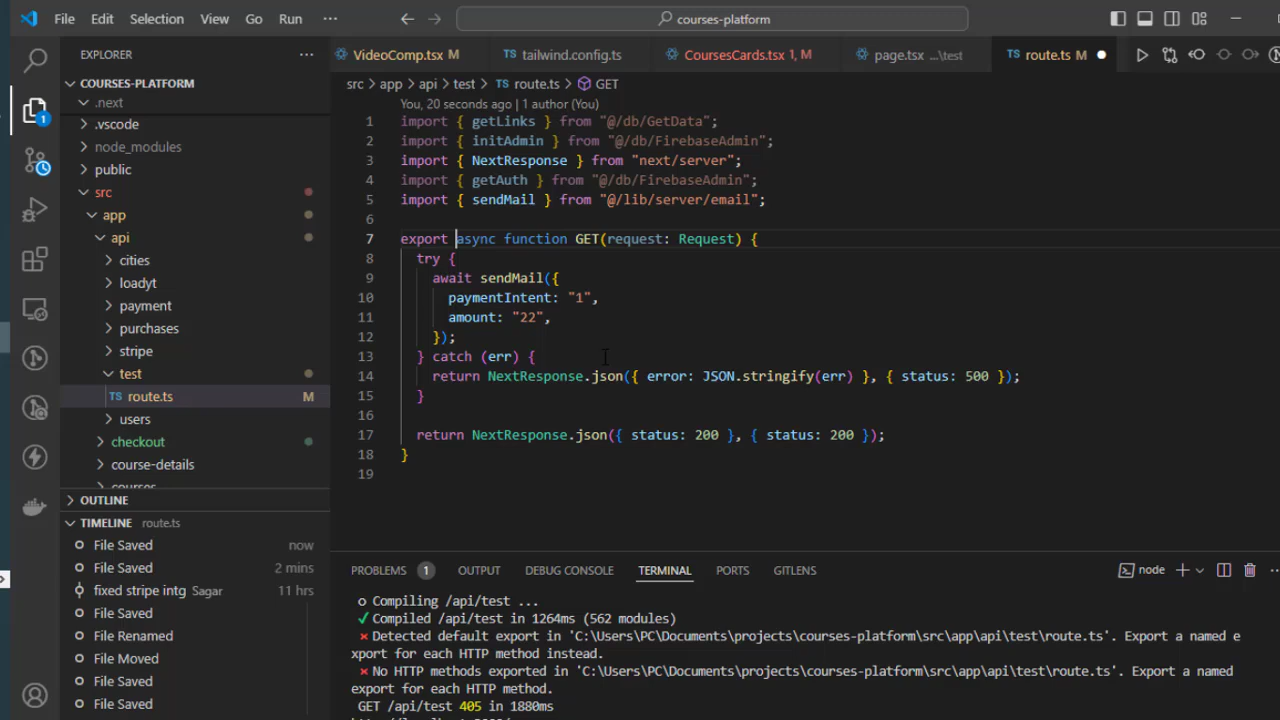 File Edit Selection View Go Run ··· courses-platform
EXPLORER ···
COURSES-PLATFORM
.next
.vscode
node_modules
public
src
app
api
cities
loadyt
payment
purchases
stripe
test
TS route.ts M
users
checkout
course-details
courses
OUTLINE
TIMELINE route.ts
File Saved now
File Saved 2 mins
fixed stripe intg Sagar 11 hrs
File Saved
File Renamed
File Moved
File Saved
File Saved
1
VideoComp.tsx M TS tailwind.config.ts CoursesCards.tsx 1, M page.tsx ...\test TS route.ts M
src > app > api > test > TS route.ts > GET
You, 20 seconds ago | 1 author (You)
1 import { getLinks } from "@/db/GetData";
2 import { initAdmin } from "@/db/FirebaseAdmin";
3 import { NextResponse } from "next/server";
4 import { getAuth } from "@/db/FirebaseAdmin";
5 import { sendMail } from "@/lib/server/email";
6
7 export async function GET(request: Request) {
8 try {
9 await sendMail({
10 paymentIntent: "1",
11 amount: "22",
12 });
13 } catch (err) {
14 return NextResponse.json({ error: JSON.stringify(err) }, { status: 500 });
15 }
16
17 return NextResponse.json({ status: 200 }, { status: 200 });
18 }
19
PROBLEMS 1 OUTPUT DEBUG CONSOLE TERMINAL PORTS GITLENS node
○ Compiling /api/test ...
✓ Compiled /api/test in 1264ms (562 modules)
× Detected default export in 'C:\Users\PC\Documents\projects\courses-platform\src\app\api\test\route.ts'. Export a named e
xport for each HTTP method instead.
× No HTTP methods exported in 'C:\Users\PC\Documents\projects\courses-platform\src\app\api\test\route.ts'. Export a named
export for each HTTP method.
GET /api/test 405 in 1880ms